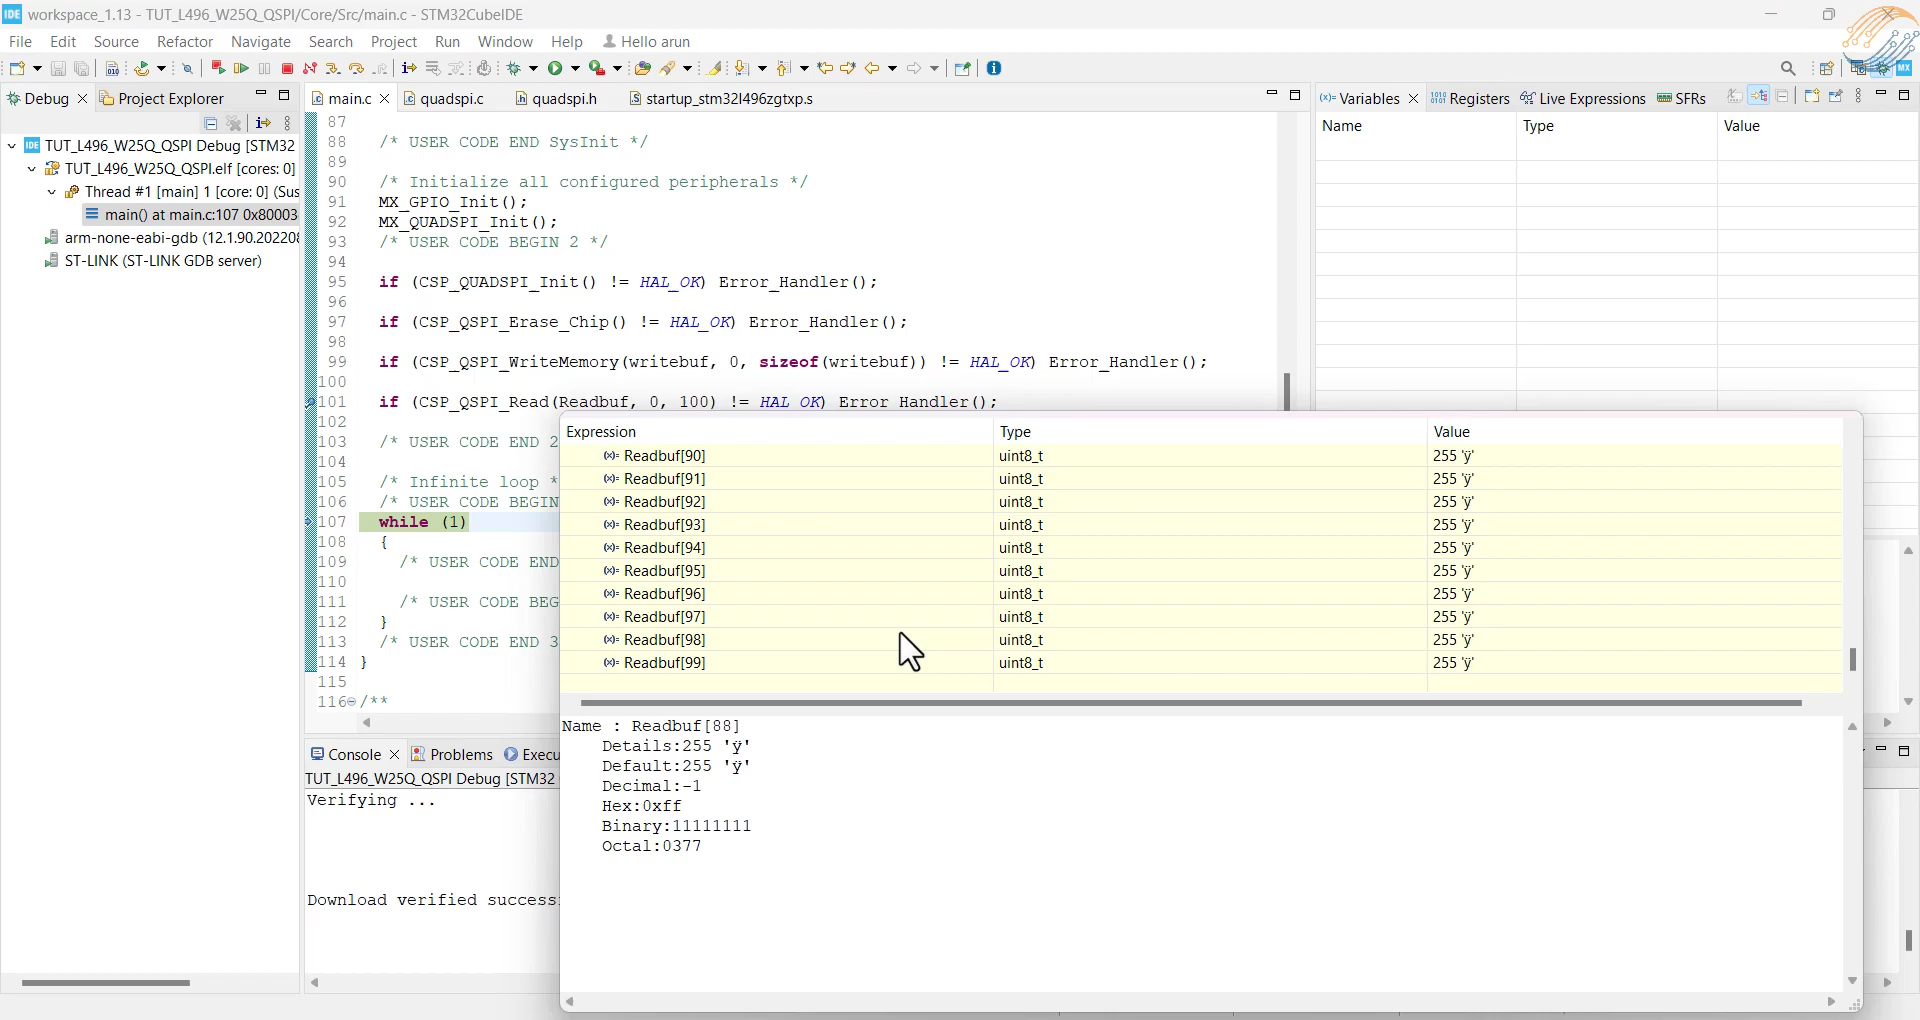 IDE workspace_1.13 - TUT_L496_W25Q_QSPI/Core/Src/main.c - STM32CubeIDE
File Edit Source Refactor Navigate Search Project Run Window Help Hello arun
Debug Project Explorer
main.c quadspi.c quadspi.h startup_stm32l496zgtxp.s
Variables Registers Live Expressions SFRs
Name Type Value
IDE TUT_L496_W25Q_QSPI Debug [STM32
TUT_L496_W25Q_QSPI.elf [cores: 0]
Thread #1 [main] 1 [core: 0] (Sus
main() at main.c:107 0x80003
arm-none-eabi-gdb (12.1.90.20220
ST-LINK (ST-LINK GDB server)
87
88 /* USER CODE END SysInit */
89
90 /* Initialize all configured peripherals */
91 MX_GPIO_Init();
92 MX_QUADSPI_Init();
93 /* USER CODE BEGIN 2 */
94
95 if (CSP_QUADSPI_Init() != HAL_OK) Error_Handler();
96
97 if (CSP_QSPI_Erase_Chip() != HAL_OK) Error_Handler();
98
99 if (CSP_QSPI_WriteMemory(writebuf, 0, sizeof(writebuf)) != HAL_OK) Error_Handler();
100
101 if (CSP_QSPI_Read(Readbuf, 0, 100) != HAL_OK) Error_Handler();
102
103 /* USER CODE END 2
104
105 /* Infinite loop *
106 /* USER CODE BEGIN
107 while (1)
108 {
109 /* USER CODE END
110
111 /* USER CODE BEG
112 }
113 /* USER CODE END 3
114 }
115
116 /**
Expression Type Value
Readbuf[90] uint8_t 255 'ÿ'
Readbuf[91] uint8_t 255 'ÿ'
Readbuf[92] uint8_t 255 'ÿ'
Readbuf[93] uint8_t 255 'ÿ'
Readbuf[94] uint8_t 255 'ÿ'
Readbuf[95] uint8_t 255 'ÿ'
Readbuf[96] uint8_t 255 'ÿ'
Readbuf[97] uint8_t 255 'ÿ'
Readbuf[98] uint8_t 255 'ÿ'
Readbuf[99] uint8_t 255 'ÿ'
Name : Readbuf[88]
Details:255 'ÿ'
Default:255 'ÿ'
Decimal:-1
Hex:0xff
Binary:11111111
Octal:0377
Console Problems Execu
TUT_L496_W25Q_QSPI Debug [STM32
Verifying ...
Download verified success